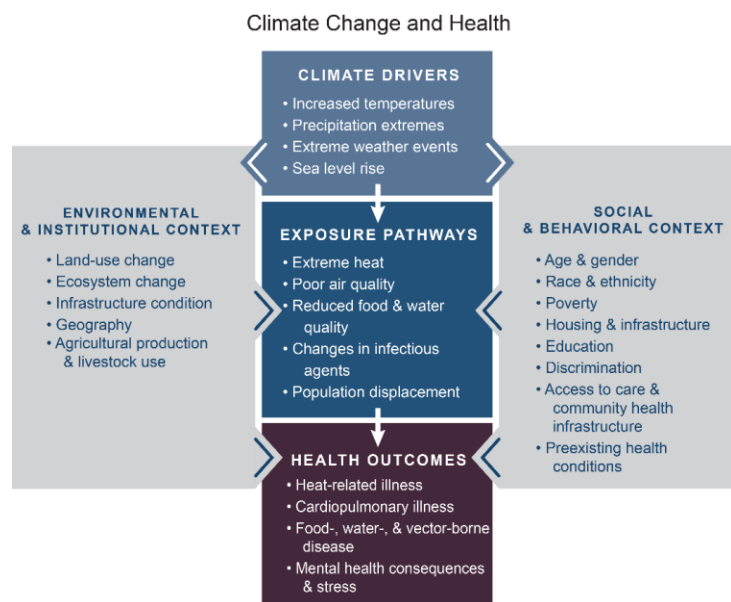 Climate Change and Health
CLIMATE DRIVERS
• Increased temperatures
• Precipitation extremes
• Extreme weather events
• Sea level rise
ENVIRONMENTAL
& INSTITUTIONAL CONTEXT
• Land-use change
• Ecosystem change
• Infrastructure condition
• Geography
• Agricultural production
& livestock use
EXPOSURE PATHWAYS
• Extreme heat
• Poor air quality
• Reduced food & water
quality
• Changes in infectious
agents
• Population displacement
SOCIAL
& BEHAVIORAL CONTEXT
• Age & gender
• Race & ethnicity
• Poverty
• Housing & infrastructure
• Education
• Discrimination
• Access to care &
community health
infrastructure
• Preexisting health
conditions
HEALTH OUTCOMES
• Heat-related illness
• Cardiopulmonary illness
• Food-, water-, & vector-borne
disease
• Mental health consequences
& stress